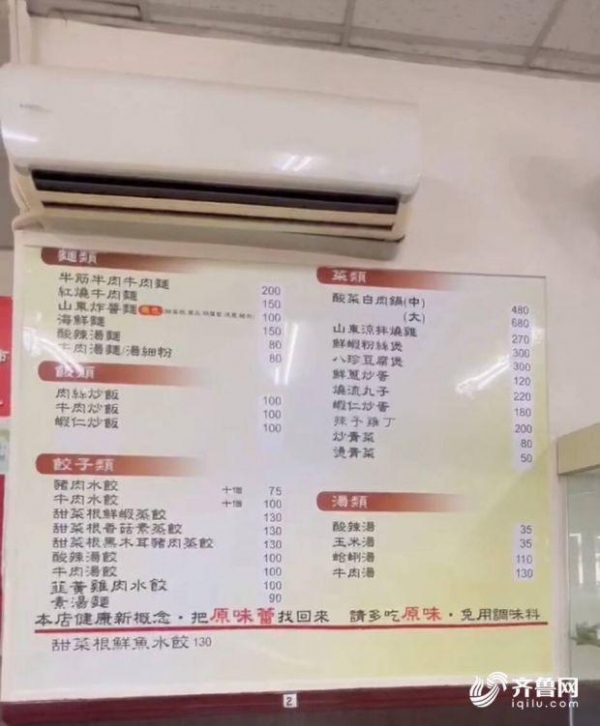 麵類
半筋半肉牛肉麵 200
紅燒牛肉麵 150
山東炸醬麵 100
海鮮麵 150
酸辣湯麵 80
牛肉湯麵/湯細粉 80
飯類
肉絲炒飯 100
牛肉炒飯 100
蝦仁炒飯 100
餃子類
豬肉水餃 十個 75
牛肉水餃 十個 100
甜菜根鮮蝦蒸餃 130
甜菜根香菇素蒸餃 130
甜菜根黑木耳豬肉蒸餃 130
酸辣湯餃 100
牛肉湯餃 100
韮黃雞肉水餃 100
素湯麵 90
菜類
酸菜白肉鍋(中) 480
(大) 680
山東涼拌燒雞 270
鮮蝦粉絲煲 300
八珍豆腐煲 300
鮮蔥炒蛋 120
燒流丸子 220
蝦仁炒蛋 180
辣子雞丁 200
炒青菜 80
燙青菜 50
湯類
酸辣湯 35
玉米湯 35
蛤蜊湯 110
牛肉湯 130
本店健康新概念·把原味蕾找回來 請多吃原味·免用調味料
甜菜根鮮魚水餃 130
2
齐鲁网
iqilu.com